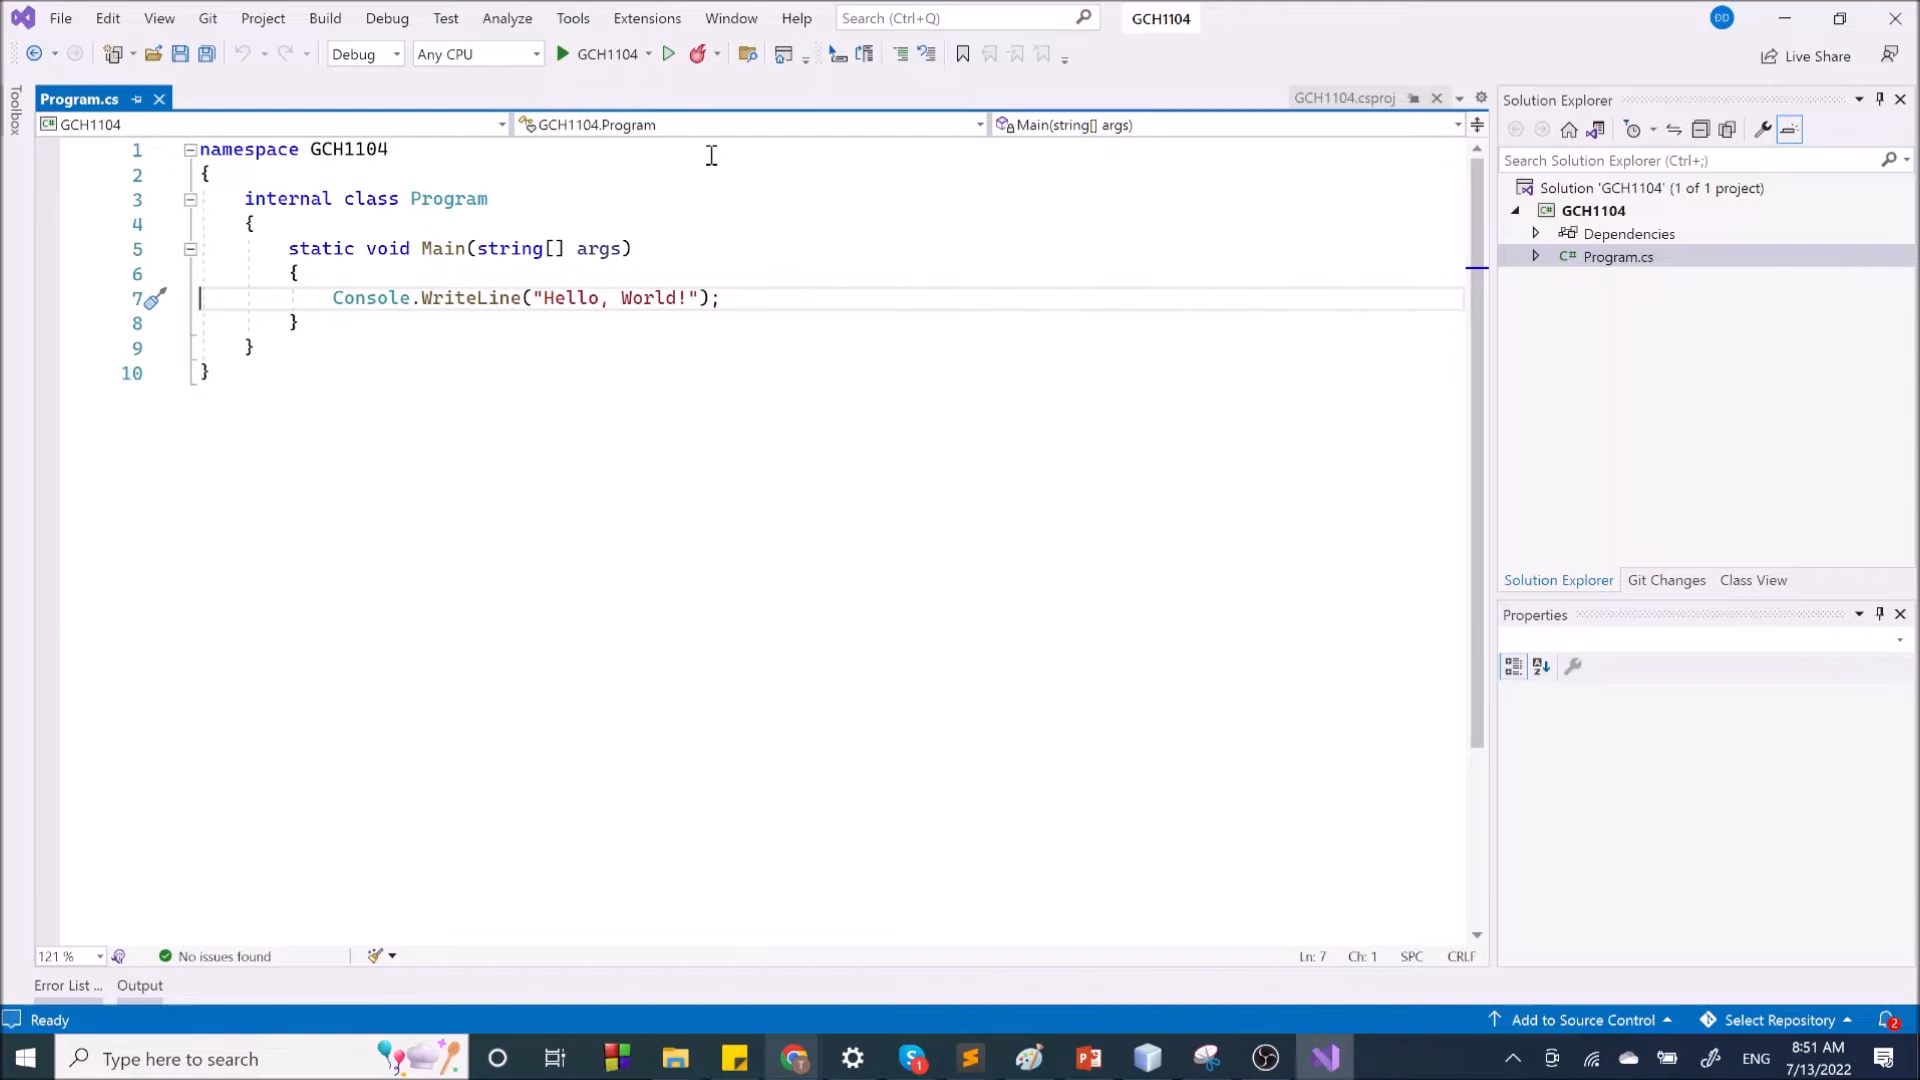 File Edit View Git Project Build Debug Test Analyze Tools Extensions Window Help Search (Ctrl+Q) GCH1104 ĐD
Debug Any CPU GCH1104 Live Share
Toolbox
Program.cs GCH1104.csproj
GCH1104 GCH1104.Program Main(string[] args)
1 namespace GCH1104
2 {
3 internal class Program
4 {
5 static void Main(string[] args)
6 {
7 Console.WriteLine("Hello, World!");
8 }
9 }
10 }
Solution Explorer
Search Solution Explorer (Ctrl+;)
Solution 'GCH1104' (1 of 1 project)
C# GCH1104
Dependencies
C# Program.cs
Solution Explorer Git Changes Class View
Properties
121 % No issues found Ln: 7 Ch: 1 SPC CRLF
Error List ... Output
Ready Add to Source Control Select Repository 2
Type here to search 1 ENG 8:51 AM
7/13/2022